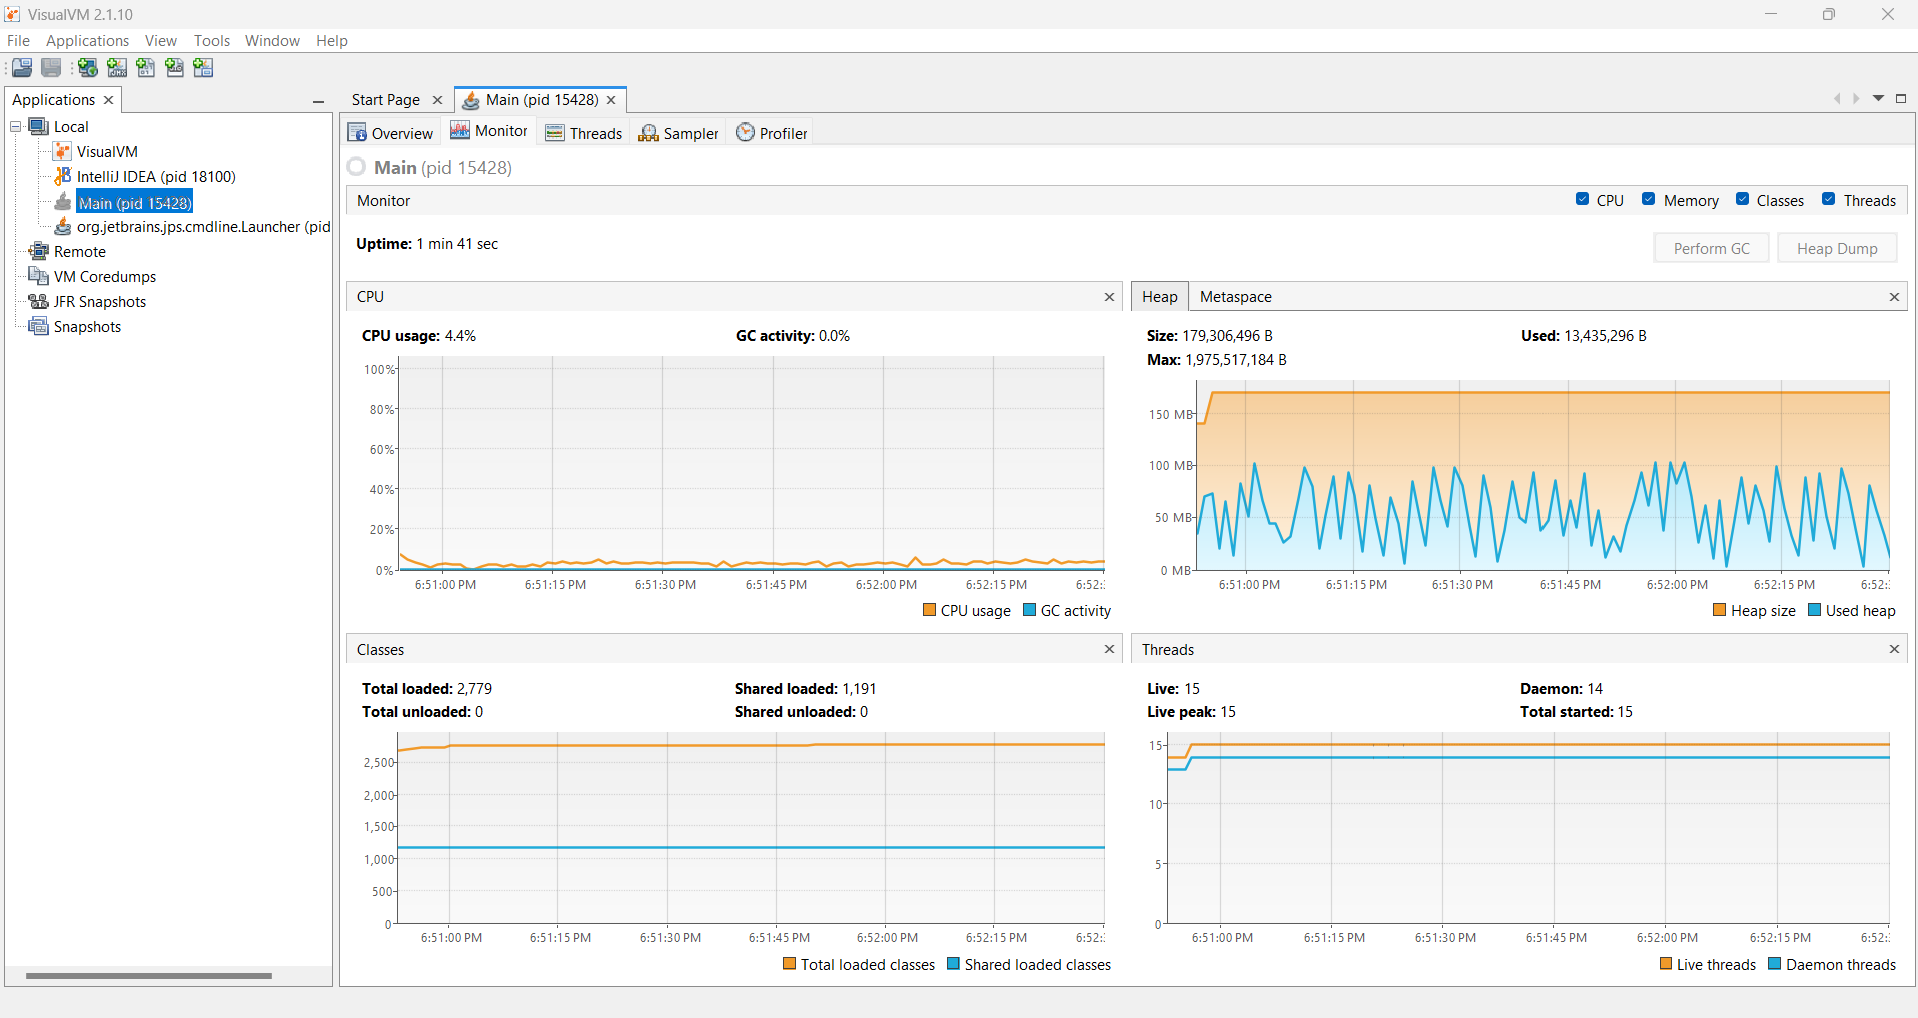 VisualVM 2.1.10
File Applications View Tools Window Help
Applications
Start Page
Main (pid 15428)
Local
VisualVM
IntelliJ IDEA (pid 18100)
Main (pid 15428)
org.jetbrains.jps.cmdline.Launcher (pid
Remote
VM Coredumps
JFR Snapshots
Snapshots
Overview Monitor Threads Sampler Profiler
Main (pid 15428)
Monitor
CPU Memory Classes Threads
Uptime: 1 min 41 sec
Perform GC Heap Dump
CPU
CPU usage: 4.4% GC activity: 0.0%
100%
80%
60%
40%
20%
0%
6:51:00 PM 6:51:15 PM 6:51:30 PM 6:51:45 PM 6:52:00 PM 6:52:15 PM 6:52:
CPU usage GC activity
Heap Metaspace
Size: 179,306,496 B Used: 13,435,296 B
Max: 1,975,517,184 B
150 MB
100 MB
50 MB
0 MB
6:51:00 PM 6:51:15 PM 6:51:30 PM 6:51:45 PM 6:52:00 PM 6:52:15 PM 6:52:
Heap size Used heap
Classes
Total loaded: 2,779 Shared loaded: 1,191
Total unloaded: 0 Shared unloaded: 0
2,500
2,000
1,500
1,000
500
0
6:51:00 PM 6:51:15 PM 6:51:30 PM 6:51:45 PM 6:52:00 PM 6:52:15 PM 6:52:
Total loaded classes Shared loaded classes
Threads
Live: 15 Daemon: 14
Live peak: 15 Total started: 15
15
10
5
0
6:51:00 PM 6:51:15 PM 6:51:30 PM 6:51:45 PM 6:52:00 PM 6:52:15 PM 6:52:
Live threads Daemon threads